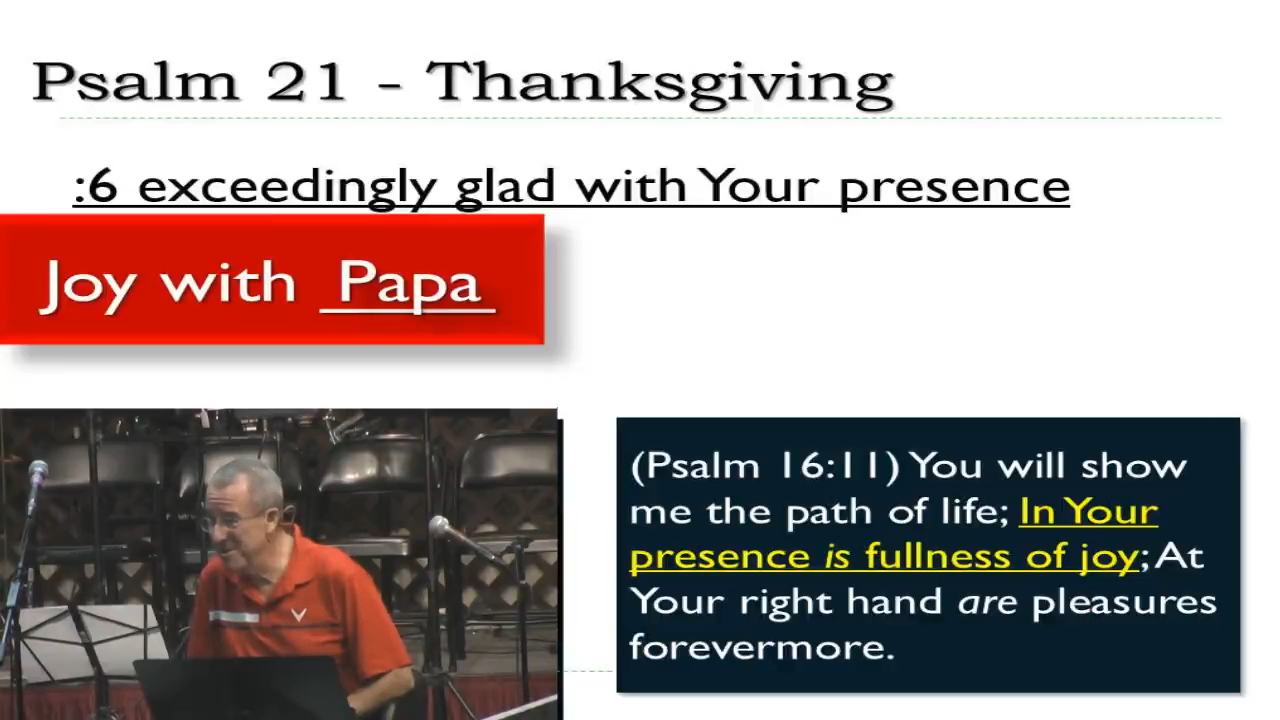 Psalm 21 - Thanksgiving
:6 exceedingly glad with Your presence
Joy with Papa
(Psalm 16:11) You will show
me the path of life; In Your
presence is fullness of joy; At
Your right hand are pleasures
forevermore.